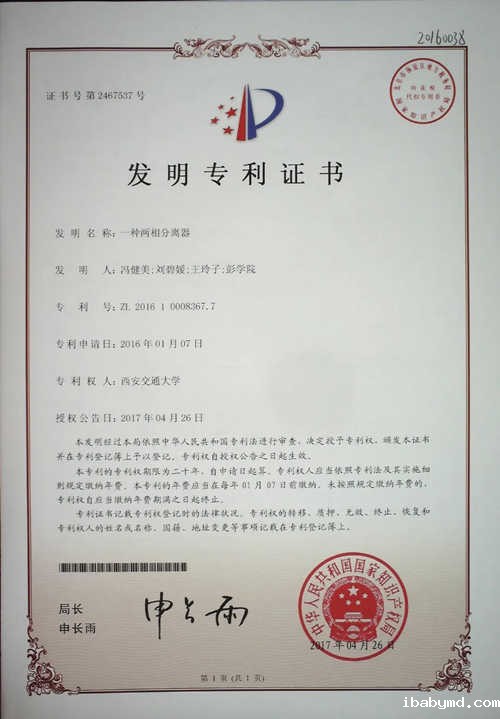 20160038
证书号第2467537号
发明专利证书
发明名称：一种两相分离器
发明人：冯健美;刘碧媛;王玲子;彭学院
专利号：ZL 2016 1 0008367.7
专利申请日：2016年01月07日
专利权人：西安交通大学
授权公告日：2017年04月26日
本发明经过本局依照中华人民共和国专利法进行审查，决定授予专利权，颁发本证书
并在专利登记簿上予以登记。专利权自授权公告之日起生效。
本专利的专利权期限为二十年，自申请日起算。专利权人应当依照专利法及其实施细
则规定缴纳年费。本专利的年费应当在每年01月07日前缴纳。未按照规定缴纳年费的，
专利权自应当缴纳年费期满之日起终止。
专利证书记载专利权登记时的法律状况。专利权的转移、质押、无效、终止、恢复和
专利权人的姓名或名称、国籍、地址变更等事项记载在专利登记簿上。
局长
申长雨
申长雨
中华人民共和国国家知识产权局
2017年04月26日
第1页(共1页)
ibabymd.com